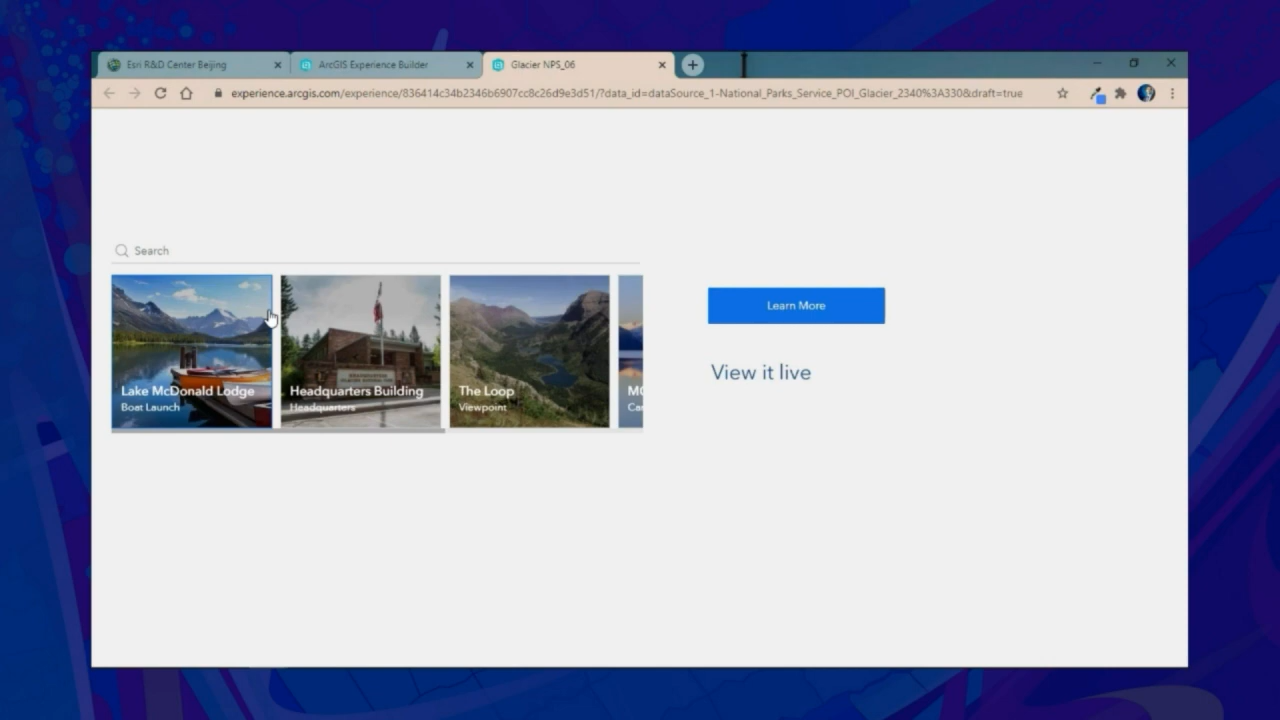 Esri R&D Center Beijing
ArcGIS Experience Builder
Glacier NPS_06
experience.arcgis.com/experience/836414c34b2346b6907cc8c26d9e3d51/?data_id=dataSource_1-National_Parks_Service_POI_Glacier_2340%3A330&draft=true
Search
Lake McDonald Lodge
Boat Launch
Headquarters Building
Headquarters
The Loop
Viewpoint
Learn More
View it live